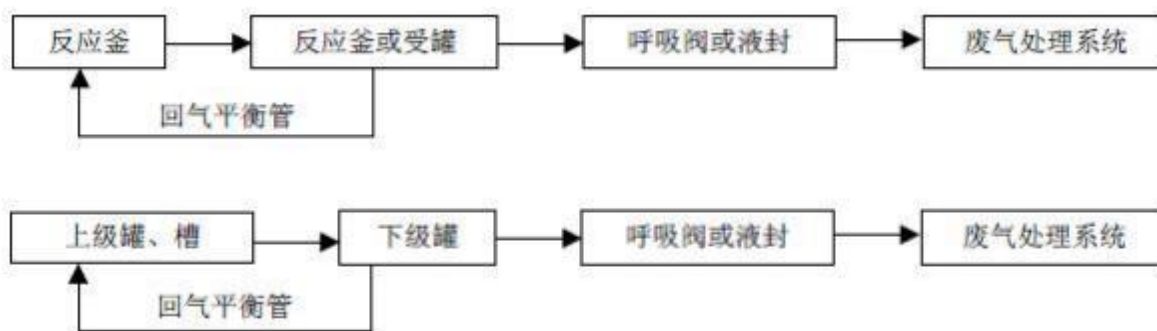 反应釜 反应釜或受罐 呼吸阀或液封 废气处理系统
回气平衡管
上级罐、槽 下级罐 呼吸阀或液封 废气处理系统
回气平衡管